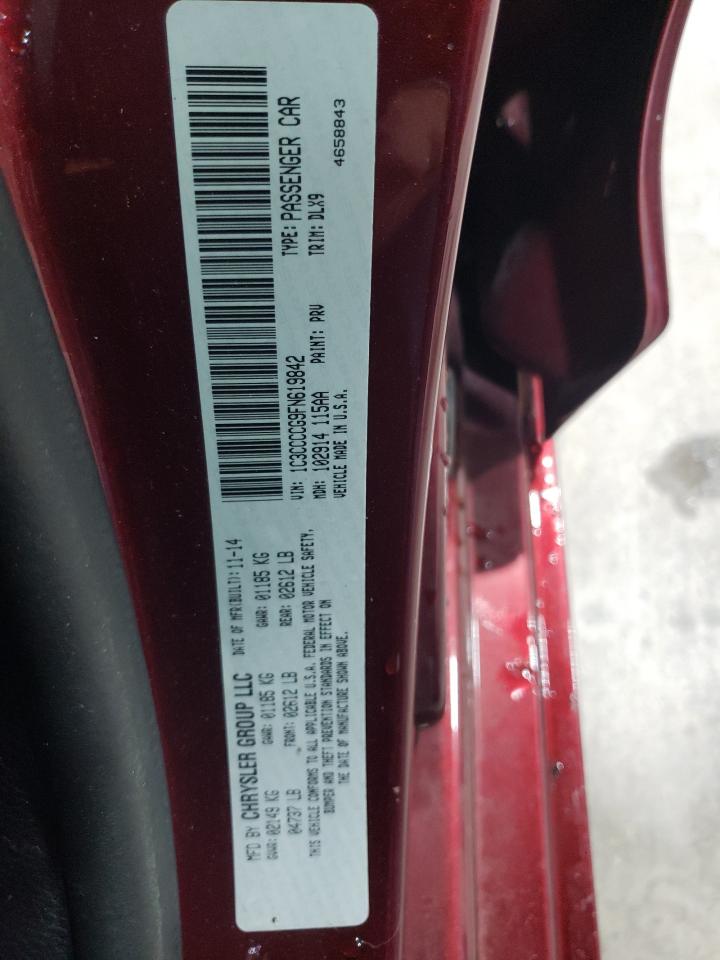 MFD BY CHRYSLER GROUP LLC DATE OF MFR(BUILT): 11-14
GVWR: 02149 KG GAWR: 01185 KG GAWR: 01185 KG
04737 LB FRONT: 02612 LB REAR: 02612 LB
THIS VEHICLE CONFORMS TO ALL APPLICABLE U.S.A. FEDERAL MOTOR VEHICLE SAFETY,
BUMPER AND THEFT PREVENTION STANDARDS IN EFFECT ON
THE DATE OF MANUFACTURE SHOWN ABOVE.
VIN: 1C3CCCCG9FN619842 TYPE: PASSENGER CAR
MDH: 102914 115AA PAINT: PRV TRIM: DLX9
VEHICLE MADE IN U.S.A. 4658843